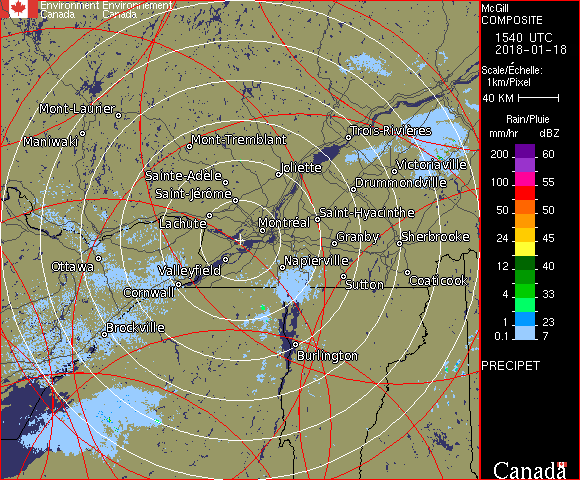 Environment Environnement
Canada Canada
McGill
COMPOSITE
1540 UTC
2018-01-18
Scale/Échelle:
1km/Pixel
40 KM
Rain/Pluie
mm/hr dBZ
200 60
100 55
50 50
24 45
12 40
4 33
1 23
0.1 7
PRECIPET
Canada
Mont-Laurier
Maniwaki
Mont-Tremblant
Trois-Rivières
Joliette
Victoriaville
Sainte-Adèle
Drummondville
Saint-Jérôme
Saint-Hyacinthe
Lachute
Montréal
Granby
Sherbrooke
Ottawa
Valleyfield
Napierville
Cornwall
Sutton
Coaticook
Brockville
Burlington